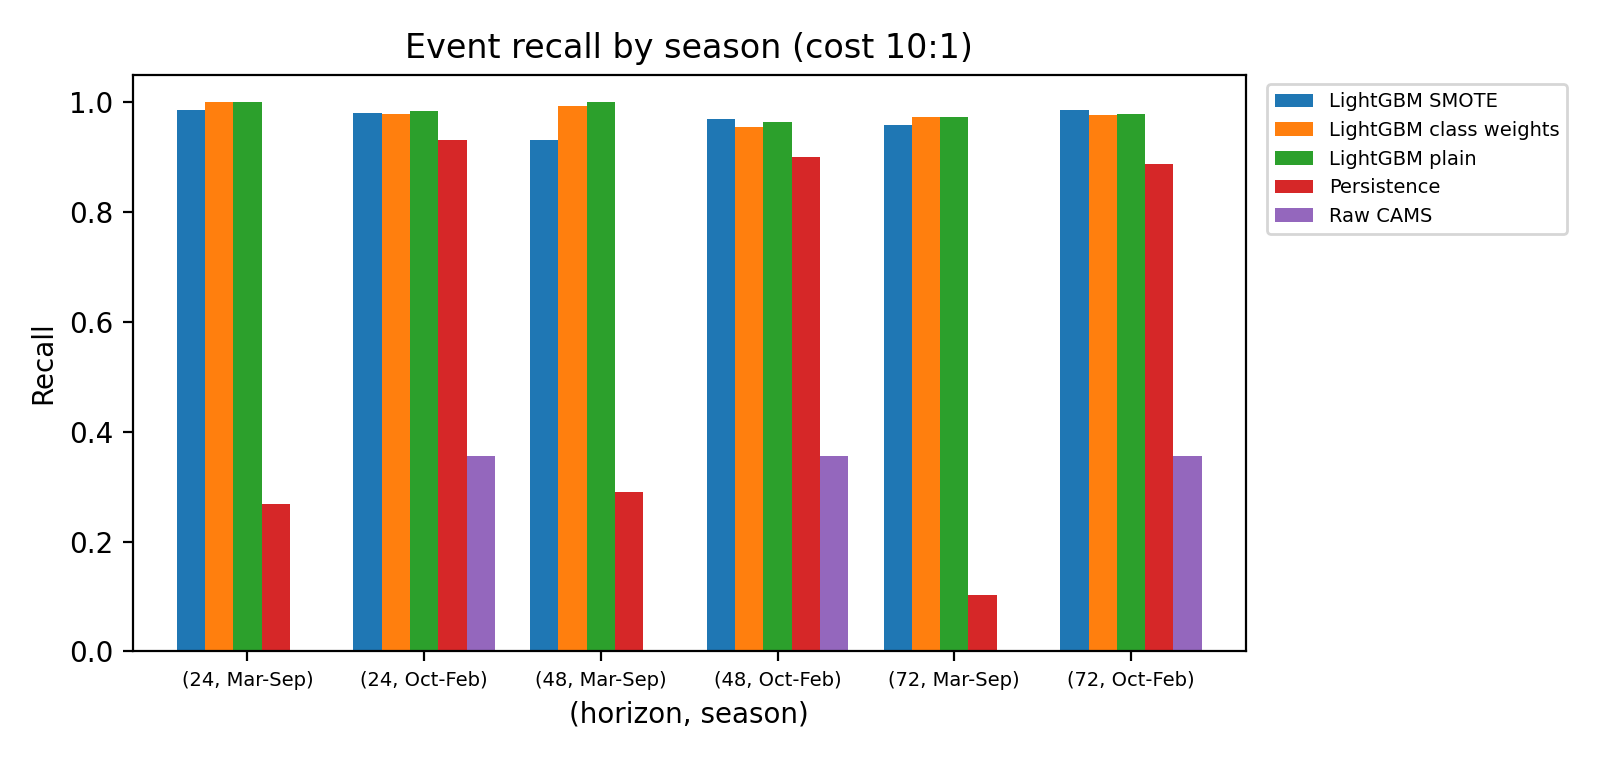 Event recall by season (cost 10:1)
LightGBM SMOTE
LightGBM class weights
LightGBM plain
Persistence
Raw CAMS
Recall
1.0
0.8
0.6
0.4
0.2
0.0
(24, Mar-Sep)
(24, Oct-Feb)
(48, Mar-Sep)
(48, Oct-Feb)
(72, Mar-Sep)
(72, Oct-Feb)
(horizon, season)